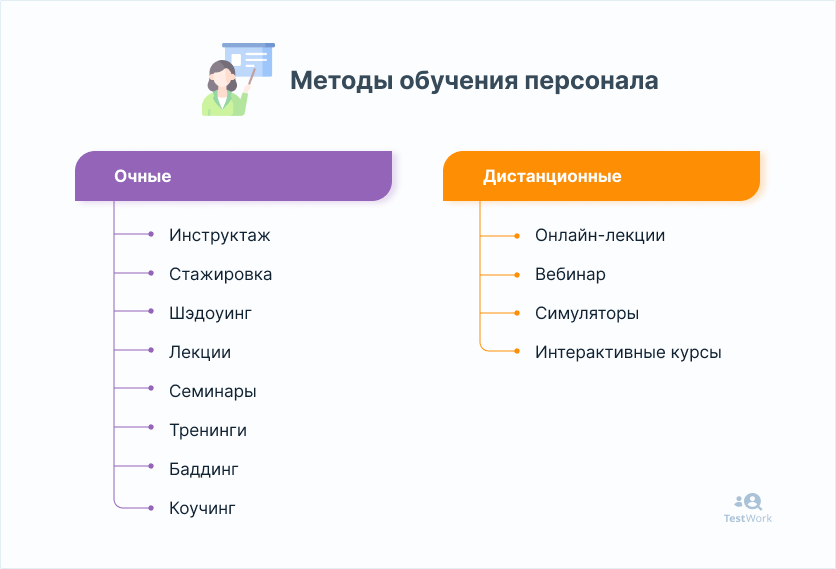 Методы обучения персонала
Очные
Инструктаж
Стажировка
Шэдоуинг
Лекции
Семинары
Тренинги
Баддинг
Коучинг
Дистанционные
Онлайн-лекции
Вебинар
Симуляторы
Интерактивные курсы
TestWork